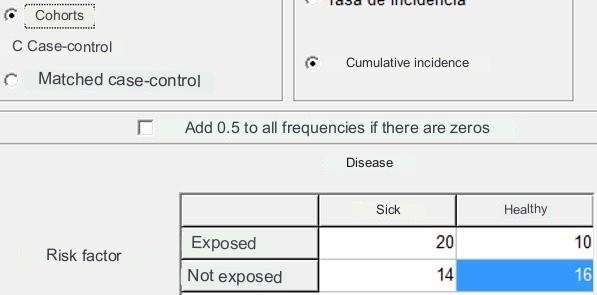 Tasa de incidencia
Cohorts
C Case-control
Cumulative incidence
Matched case-control
Add 0.5 to all frequencies if there are zeros
Disease
Sick Healthy
Risk factor
Exposed 20 10
Not exposed 14 16